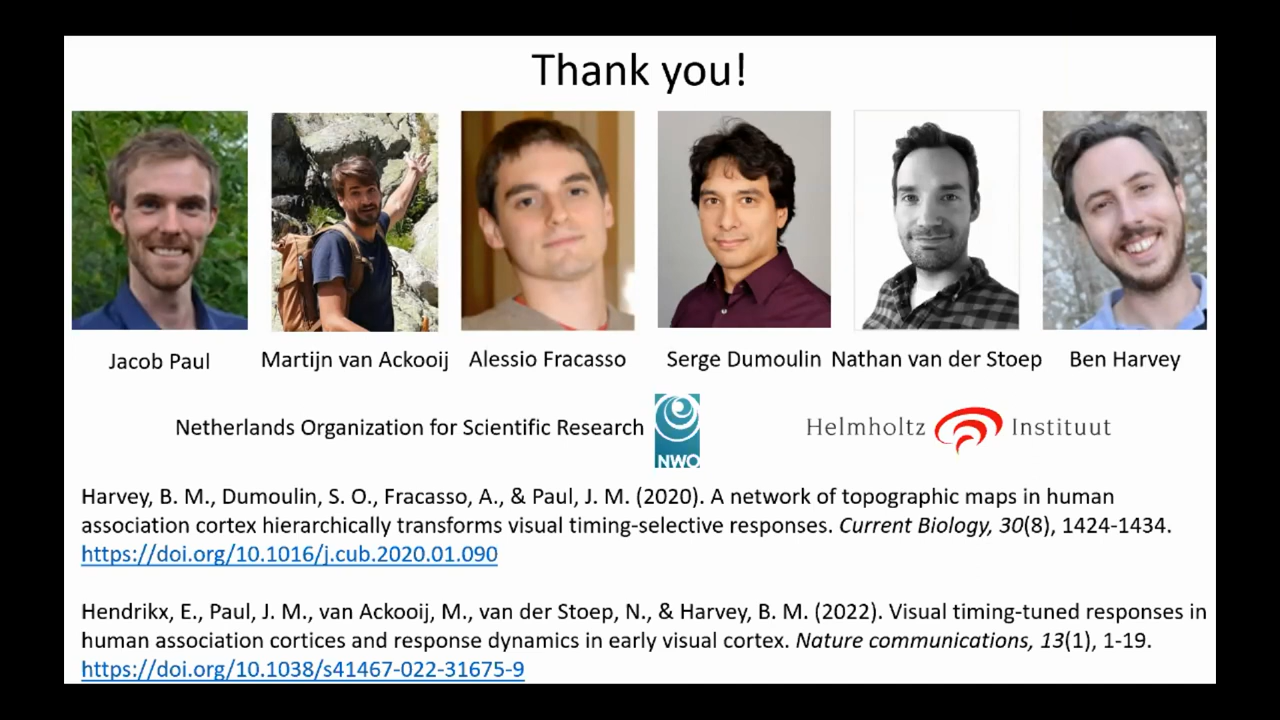 Thank you!
Jacob Paul
Martijn van Ackooij
Alessio Fracasso
Serge Dumoulin
Nathan van der Stoep
Ben Harvey
Netherlands Organization for Scientific Research
NWO
Helmholtz Instituut
Harvey, B. M., Dumoulin, S. O., Fracasso, A., & Paul, J. M. (2020). A network of topographic maps in human
association cortex hierarchically transforms visual timing-selective responses. Current Biology, 30(8), 1424-1434.
https://doi.org/10.1016/j.cub.2020.01.090
Hendrikx, E., Paul, J. M., van Ackooij, M., van der Stoep, N., & Harvey, B. M. (2022). Visual timing-tuned responses in
human association cortices and response dynamics in early visual cortex. Nature communications, 13(1), 1-19.
https://doi.org/10.1038/s41467-022-31675-9